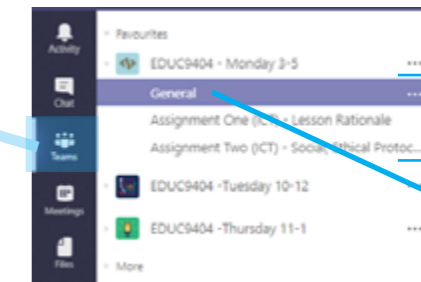 Activity
Chat
Teams
Meetings
Files
Favourites
EDUC9404 - Monday 3-5
General
Assignment One (ICT) - Lesson Rationale
Assignment Two (ICT) - Social, Ethical Protoc...
EDUC9404 -Tuesday 10-12
EDUC9404 -Thursday 11-1
More